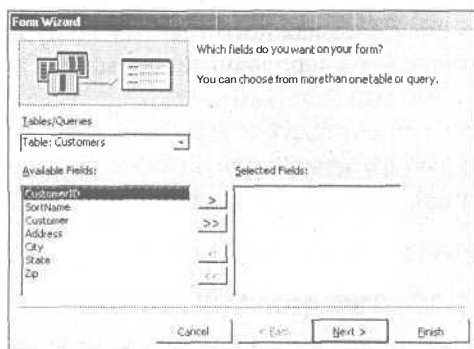 Form Wizard
Which fields do you want on your form?
You can choose from more than one table or query.
Tables/Queries
Table: Customers
Available Fields:
Selected Fields:
CustomerID
SortName
Customer
Address
City
State
Zip
>
>>
<
<<
Cancel
< Back
Next >
Finish